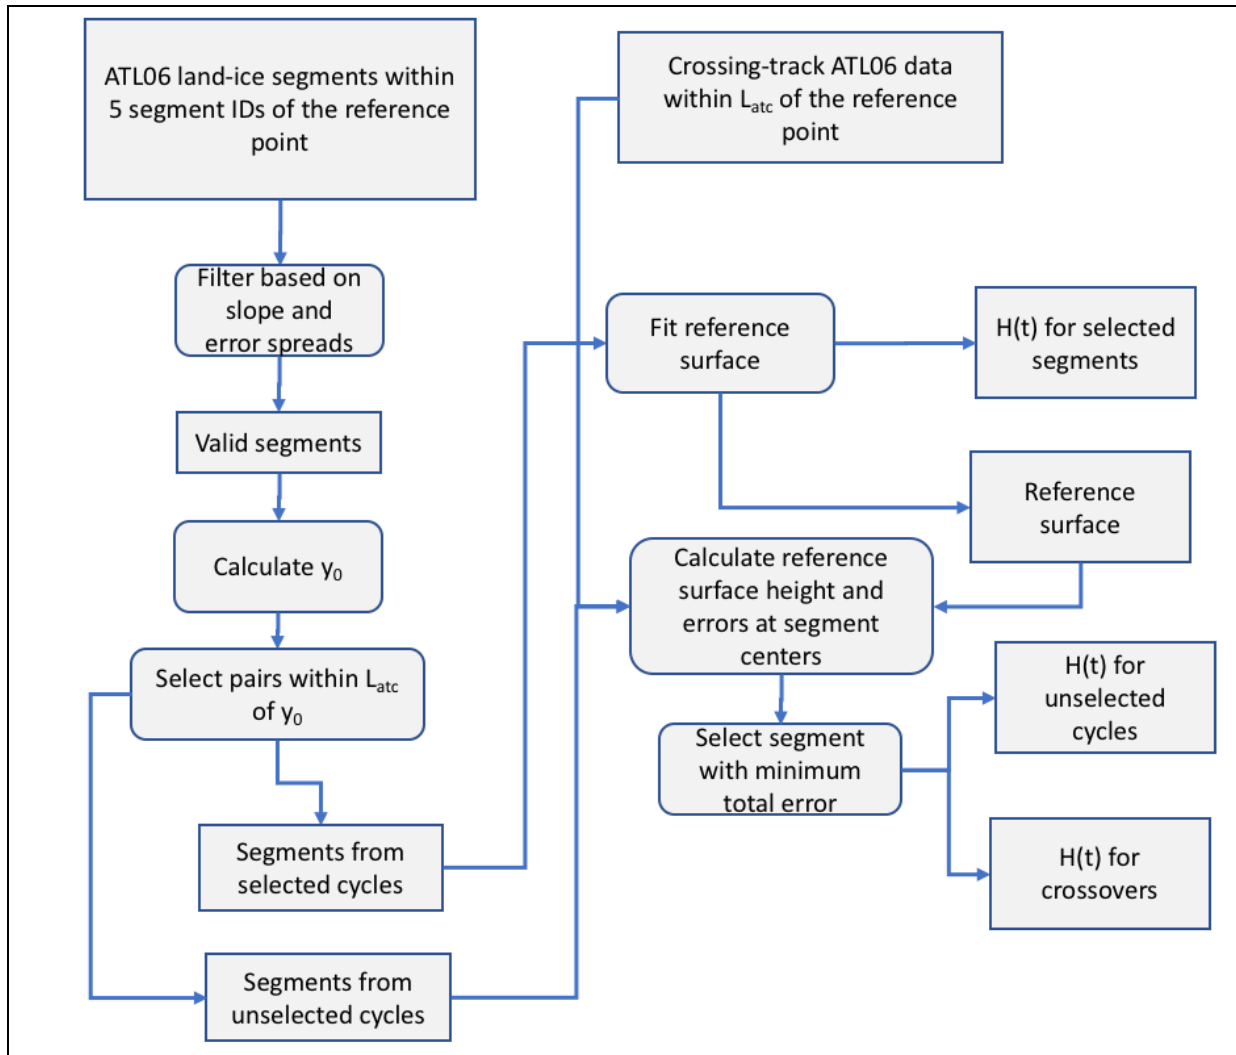 ATL06 land-ice segments within
5 segment IDs of the reference
point
Filter based on
slope and
error spreads
Valid segments
Calculate y₀
Select pairs within Lₐₜc
of y₀
Segments from
selected cycles
Segments from
unselected cycles
Crossing-track ATL06 data
within Lₐₜc of the reference
point
Fit reference
surface
H(t) for selected
segments
Reference
surface
Calculate reference
surface height and
errors at segment
centers
Select segment
with minimum
total error
H(t) for
unselected
cycles
H(t) for
crossovers